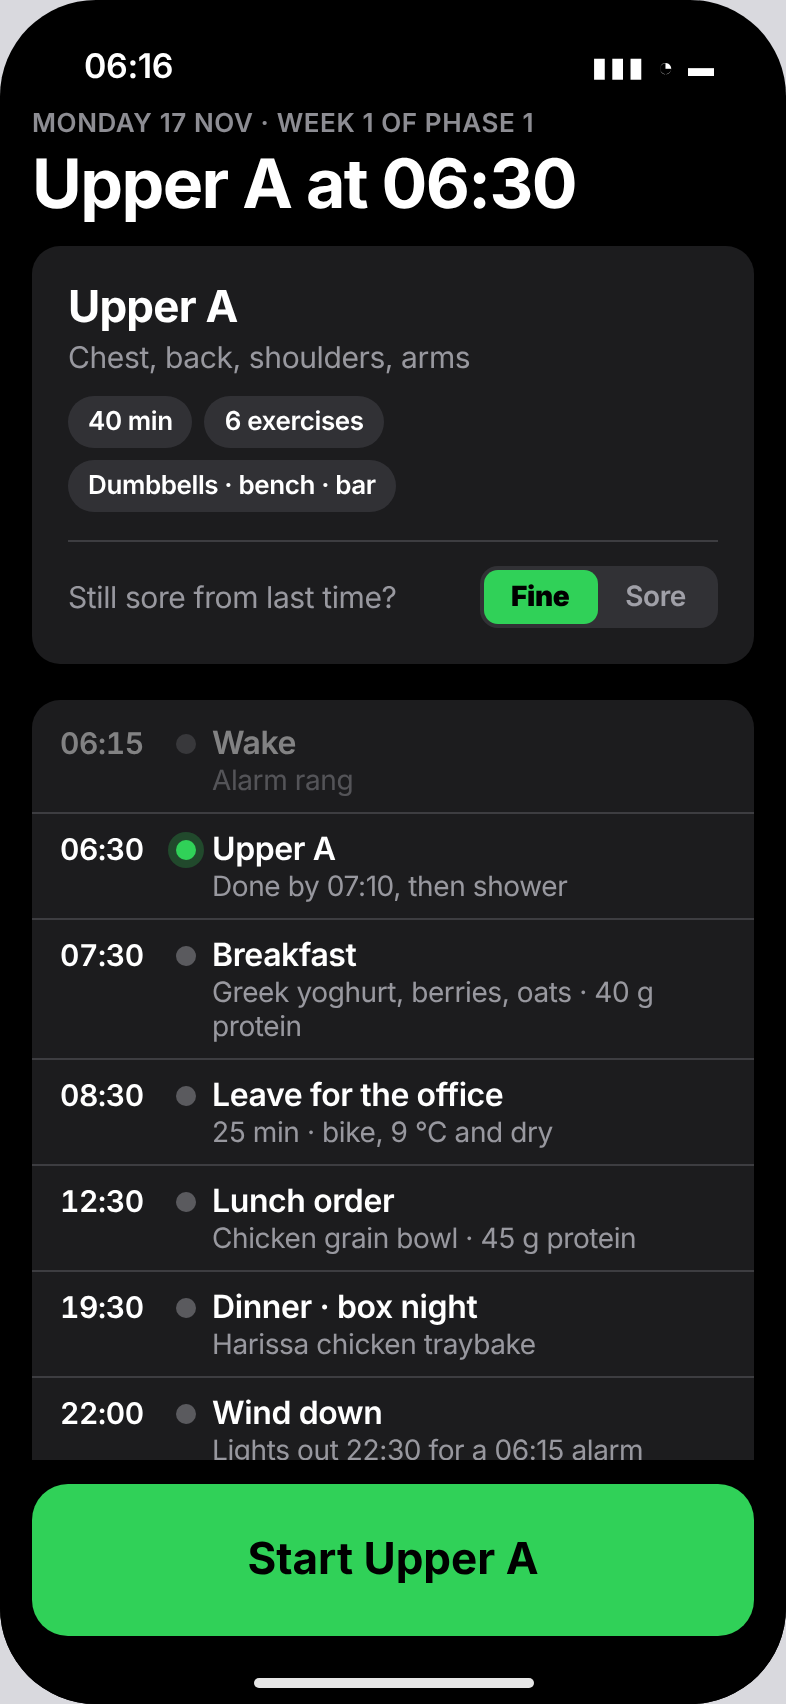 06:16
MONDAY 17 NOV · WEEK 1 OF PHASE 1
Upper A at 06:30
Upper A
Chest, back, shoulders, arms
40 min
6 exercises
Dumbbells · bench · bar
Still sore from last time?
Fine
Sore
06:15
Wake
Alarm rang
06:30
Upper A
Done by 07:10, then shower
07:30
Breakfast
Greek yoghurt, berries, oats · 40 g
protein
08:30
Leave for the office
25 min · bike, 9 °C and dry
12:30
Lunch order
Chicken grain bowl · 45 g protein
19:30
Dinner · box night
Harissa chicken traybake
22:00
Wind down
Lights out 22:30 for a 06:15 alarm
Start Upper A